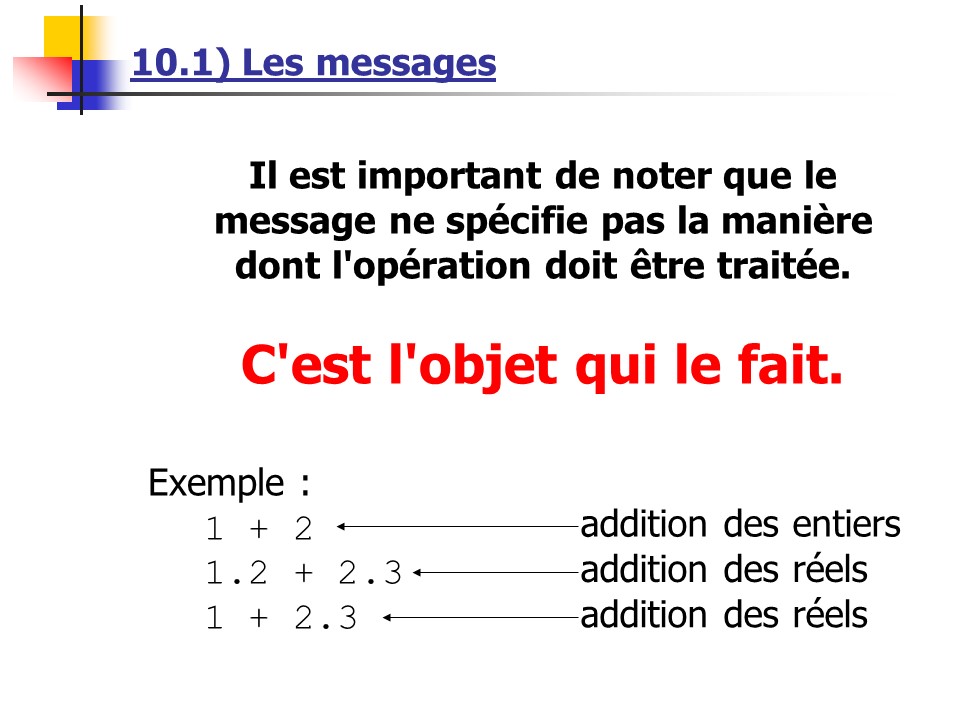 10.1) Les messages
Il est important de noter que le
message ne spécifie pas la manière
dont l'opération doit être traitée.
C'est l'objet qui le fait.
Exemple :
1 + 2 addition des entiers
1.2 + 2.3 addition des réels
1 + 2.3 addition des réels